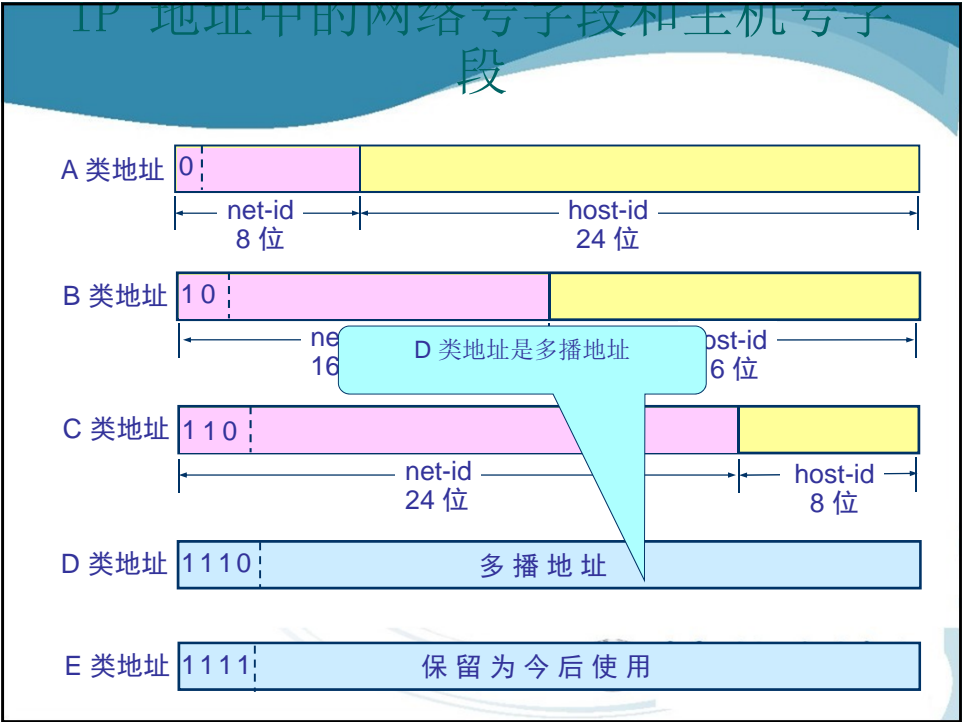 IP 地址中的网络号字段和主机号字
段
A 类地址 0
net-id host-id
8 位 24 位
B 类地址 1 0
ne D 类地址是多播地址 ost-id
16 6 位
C 类地址 1 1 0
net-id host-id
24 位 8 位
D 类地址 1 1 1 0 多 播 地 址
E 类地址 1 1 1 1 保 留 为 今 后 使 用